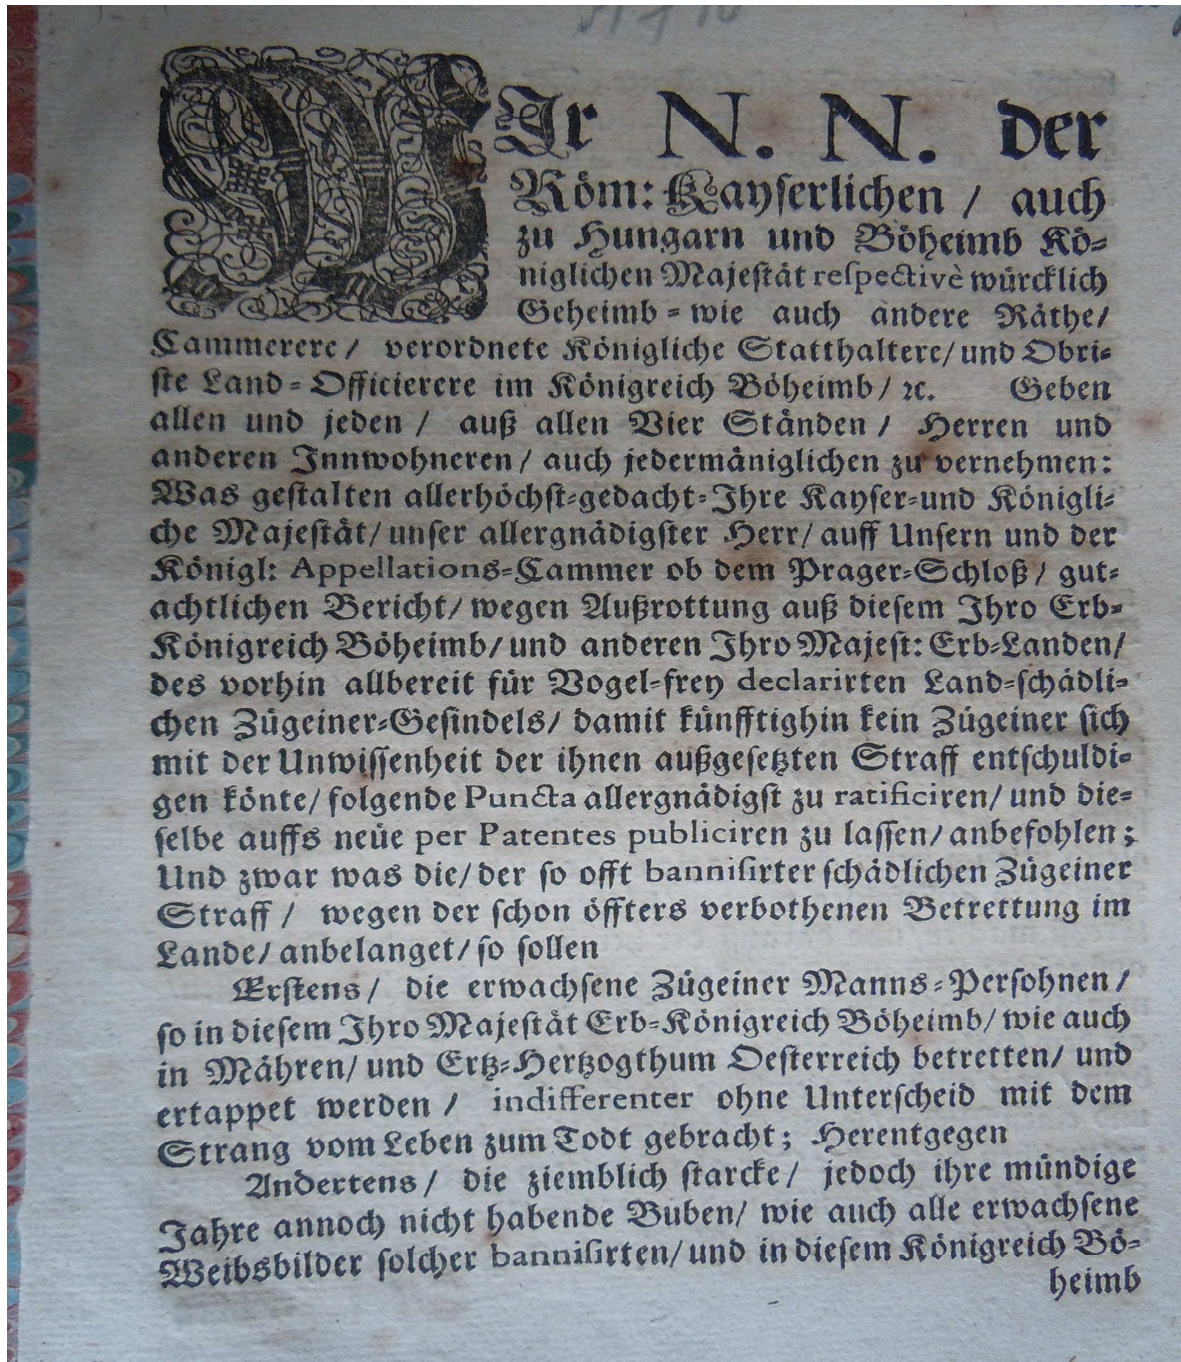 WIr N. N. der
Röm: Kayserlichen / auch
zu Hungarn und Böheimb Kö-
niglichen Majestät respectivè würcklich
Geheimb-wie auch andere Räthe/
Cammerere/ verordnete Königliche Statthaltere/ und Obri-
ste Land-Officierere im Königreich Böheimb/ ꝛc. Geben
allen und jeden / auß allen Vier Ständen / Herren und
anderen Innwohneren/ auch jedermäniglichen zu vernehmen:
Was gestalten allerhöchst-gedacht-Ihre Kayser-und Königli-
che Majestät/ unser allergnädigster Herr/ auff Unsern und der
Königl: Appellations-Cammer ob dem Prager-Schloß/ gut-
achtlichen Bericht/ wegen Außrottung auß diesem Ihro Erb-
Königreich Böheimb/ und anderen Ihro Majest: Erb-Landen/
des vorhin allbereit für Vogel-frey declarirten Land-schädli-
chen Zügeiner-Gesindels/ damit künfftighin kein Zügeiner sich
mit der Unwissenheit der ihnen außgesetzten Straff entschuldi-
gen könte/ folgende Puncta allergnädigst zu ratificiren/ und die-
selbe auffs neüe per Patentes publiciren zu lassen/ anbefohlen;
Und zwar was die/ der so offt bannisirter schädlichen Zügeiner
Straff / wegen der schon öffters verbothenen Betrettung im
Lande/ anbelanget/ so sollen
Erstens/ die erwachsene Zügeiner Manns-Persohnen/
so in diesem Ihro Majestät Erb-Königreich Böheimb/ wie auch
in Mähren/ und Ertz-Hertzogthum Oesterreich betretten/ und
ertappet werden / indifferenter ohne Unterscheid mit dem
Strang vom Leben zum Todt gebracht; Herentgegen
Andertens/ die ziemblich starcke/ jedoch ihre mündige
Jahre annoch nicht habende Buben/ wie auch alle erwachsene
Weibsbilder solcher bannisirten/ und in diesem Königreich Bö-
heimb